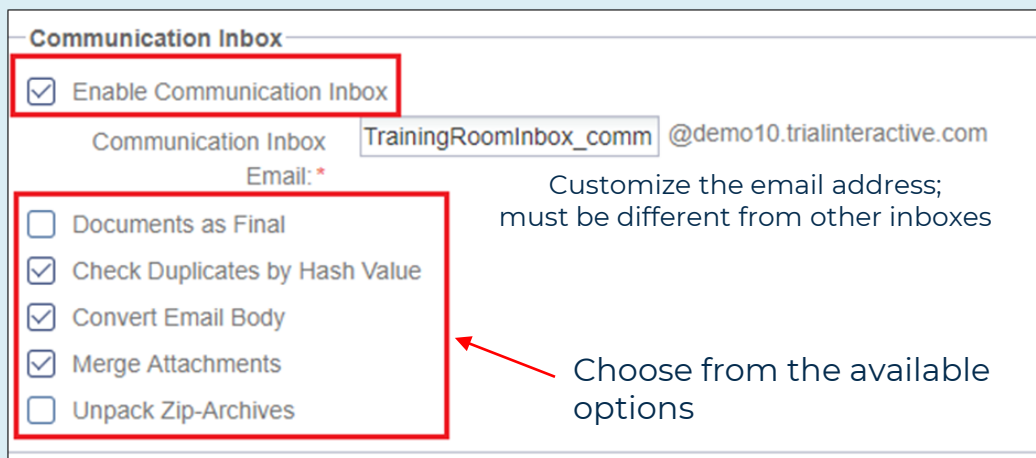 Communication Inbox
Enable Communication Inbox
Communication Inbox TrainingRoomInbox_comm @demo10.trialinteractive.com
Email: *
Customize the email address;
must be different from other inboxes
Documents as Final
Check Duplicates by Hash Value
Convert Email Body
Merge Attachments
Choose from the available
options
Unpack Zip-Archives